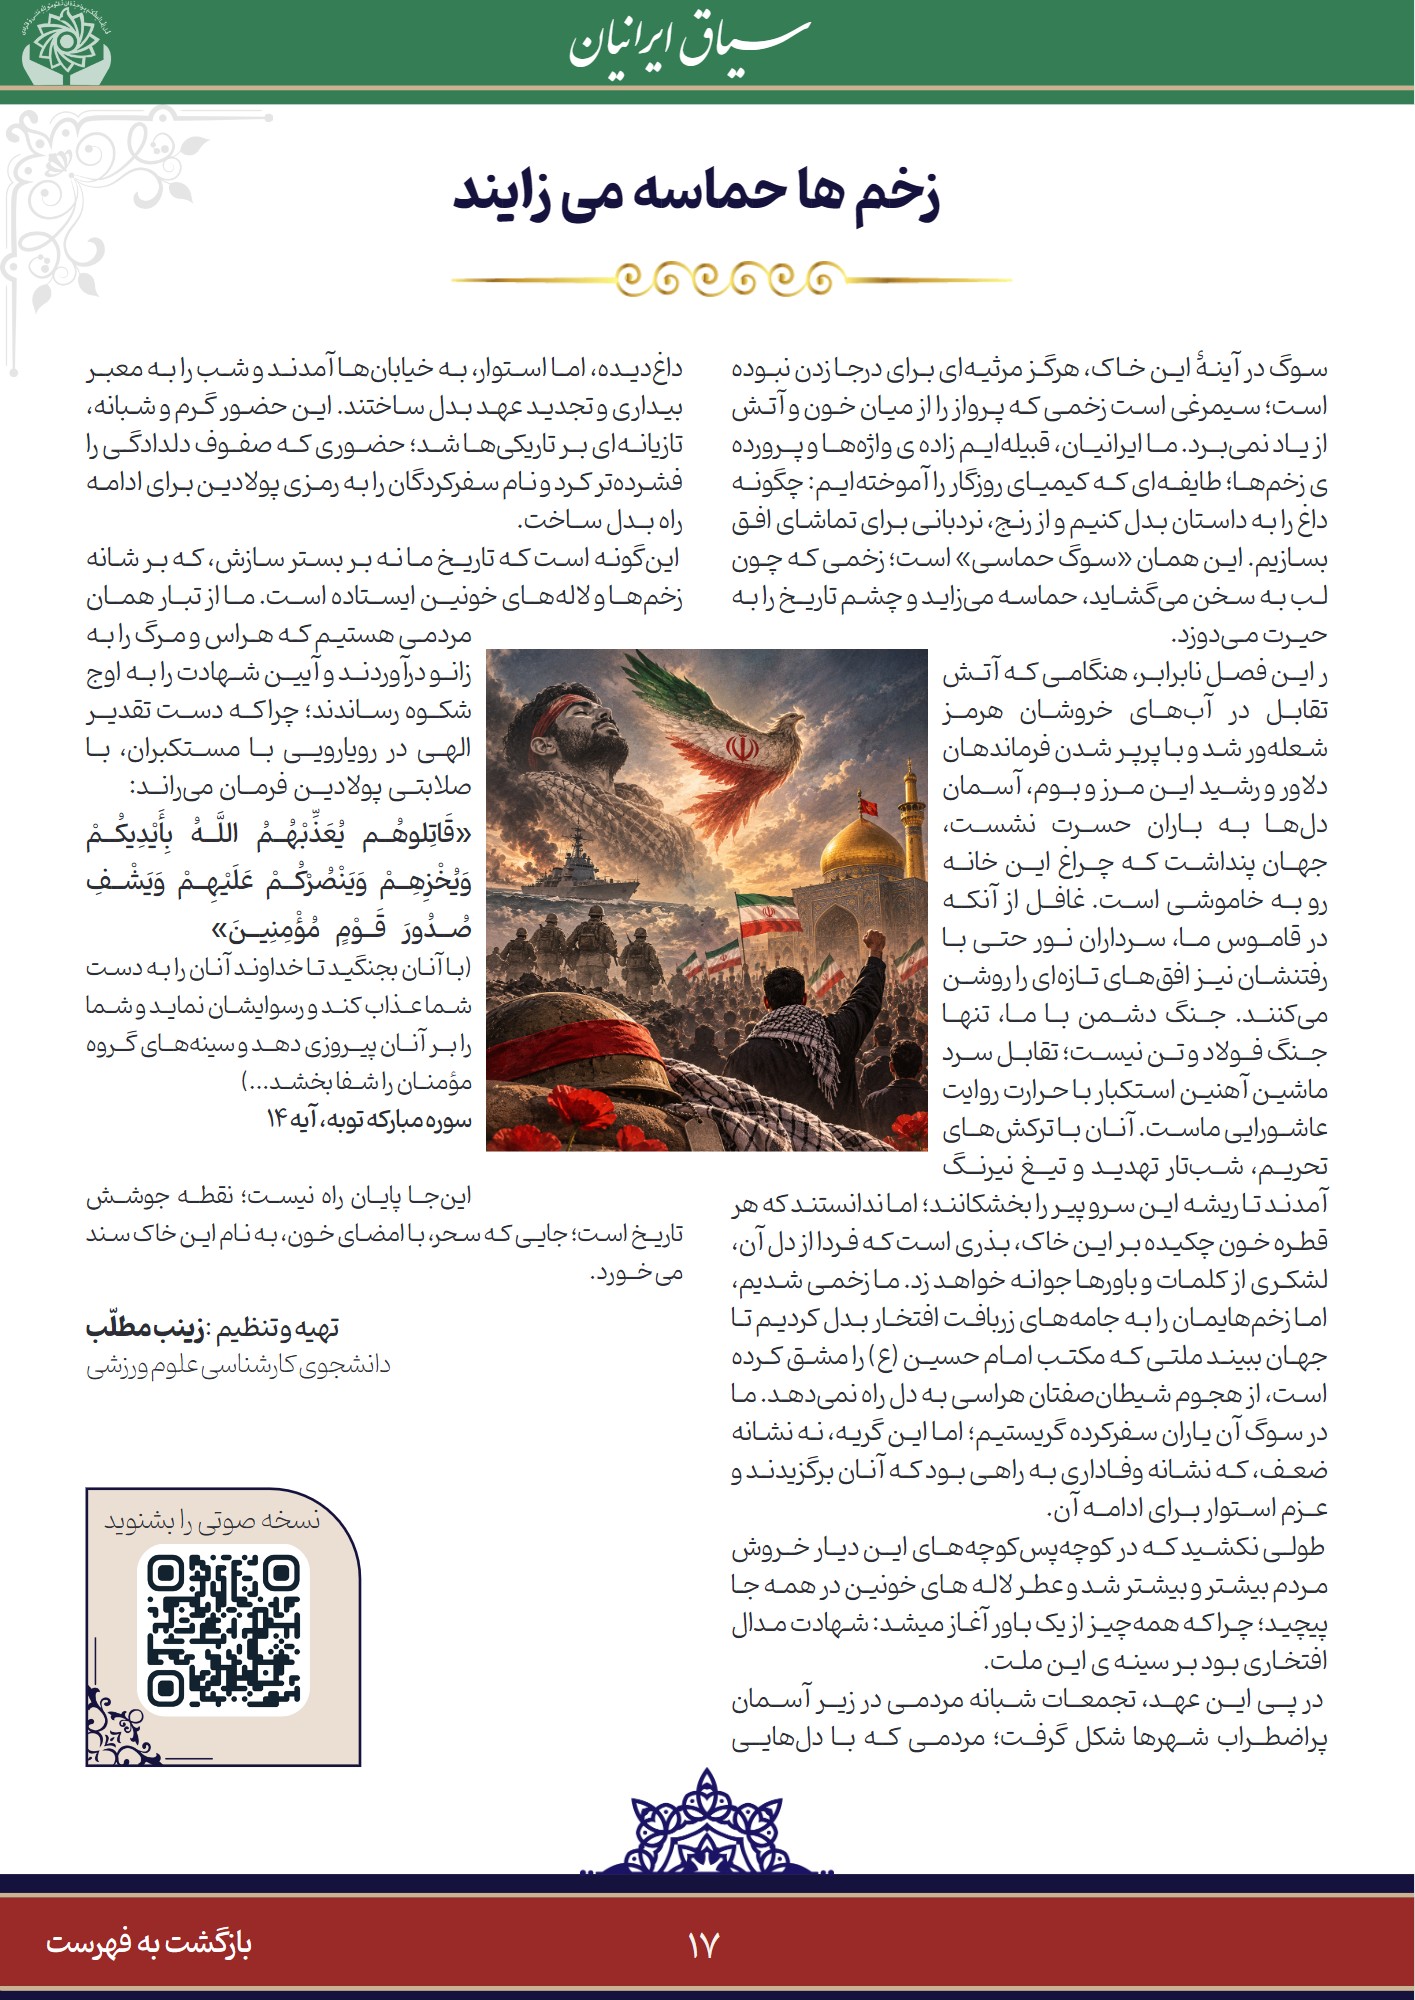 سیاق ایرانیان
زخم ها حماسه می زایند
سوگ در آینهٔ این خاک، هرگز مرثیه‌ای برای درجا زدن نبوده
است؛ سیمرغی است زخمی که پرواز را از میان خون و آتش
از یاد نمی‌برد. ما ایرانیان، قبیله‌ایم زاده ی واژه‌ها و پرورده
ی زخم‌ها؛ طایفه‌ای که کیمیای روزگار را آموخته‌ایم: چگونه
داغ را به داستان بدل کنیم و از رنج، نردبانی برای تماشای افق
بسازیم. این همان «سوگ حماسی» است؛ زخمی که چون
لب به سخن می‌گشاید، حماسه می‌زاید و چشم تاریخ را به
حیرت می‌دوزد.
ر این فصل نابرابر، هنگامی که آتش
تقابل در آب‌های خروشان هرمز
شعله‌ور شد و با پرپر شدن فرماندهان
دلاور و رشید این مرز و بوم، آسمان
دل‌ها به باران حسرت نشست،
جهان پنداشت که چراغ این خانه
رو به خاموشی است. غافل از آنکه
در قاموس ما، سرداران نور حتی با
رفتنشان نیز افق‌های تازه‌ای را روشن
می‌کنند. جنگ دشمن با ما، تنها
جنگ فولاد و تن نیست؛ تقابل سرد
ماشین آهنین استکبار با حرارت روایت
عاشورایی ماست. آنان با ترکش‌های
تحریم، شب‌تار تهدید و تیغ نیرنگ
آمدند تا ریشه این سرو پیر را بخشکانند؛ اما ندانستند که هر
قطره خون چکیده بر این خاک، بذری است که فردا از دل آن،
لشکری از کلمات و باورها جوانه خواهد زد. ما زخمی شدیم،
اما زخم‌هایمان را به جامه‌های زربافت افتخار بدل کردیم تا
جهان ببیند ملتی که مکتب امام حسین (ع) را مشق کرده
است، از هجوم شیطان‌صفتان هراسی به دل راه نمی‌دهد. ما
در سوگ آن یاران سفرکرده گریستیم؛ اما این گریه، نه نشانه
ضعف، که نشانه وفاداری به راهی بود که آنان برگزیدند و
عزم استوار برای ادامه آن.
طولی نکشید که در کوچه‌پس‌کوچه‌های این دیار خروش
مردم بیشتر و بیشتر شد و عطر لاله های خونین در همه جا
پیچید؛ چرا که همه‌چیز از یک باور آغاز میشد: شهادت مدال
افتخاری بود بر سینه ی این ملت.
در پی این عهد، تجمعات شبانه مردمی در زیر آسمان
پراضطراب شهرها شکل گرفت؛ مردمی که با دل‌هایی
داغ‌دیده، اما استوار، به خیابان‌ها آمدند و شب را به معبر
بیداری و تجدید عهد بدل ساختند. این حضور گرم و شبانه،
تازیانه‌ای بر تاریکی‌ها شد؛ حضوری که صفوف دلدادگی را
فشرده‌تر کرد و نام سفرکردگان را به رمزی پولادین برای ادامه
راه بدل ساخت.
این‌گونه است که تاریخ ما نه بر بستر سازش، که بر شانه
زخم‌ها و لاله‌های خونین ایستاده است. ما از تبار همان
مردمی هستیم که هراس و مرگ را به
زانو درآوردند و آیین شهادت را به اوج
شکوه رساندند؛ چرا که دست تقدیر
الهی در رویارویی با مستکبران، با
صلابتی پولادین فرمان می‌راند:
«قَاتِلوهُم يُعَذِّبْهُمُ اللَّهُ بِأَيْدِيكُمْ
وَيُخْزِهِمْ وَيَنْصُرْكُمْ عَلَيْهِمْ وَيَشْفِ
صُدُورَ قَوْمٍ مُؤْمِنِينَ»
(با آنان بجنگید تا خداوند آنان را به دست
شما عذاب کند و رسوایشان نماید و شما
را بر آنان پیروزی دهد و سینه‌های گروه
مؤمنان را شفا بخشد...)
سوره مبارکه توبه، آیه ۱۴
این‌جا پایان راه نیست؛ نقطه جوشش
تاریخ است؛ جایی که سحر، با امضای خون، به نام این خاک سند
می‌خورد.
تهیه و تنظیم :زینب مطلّب
دانشجوی کارشناسی علوم ورزشی
نسخه صوتی را بشنوید
بازگشت به فهرست
۱۷